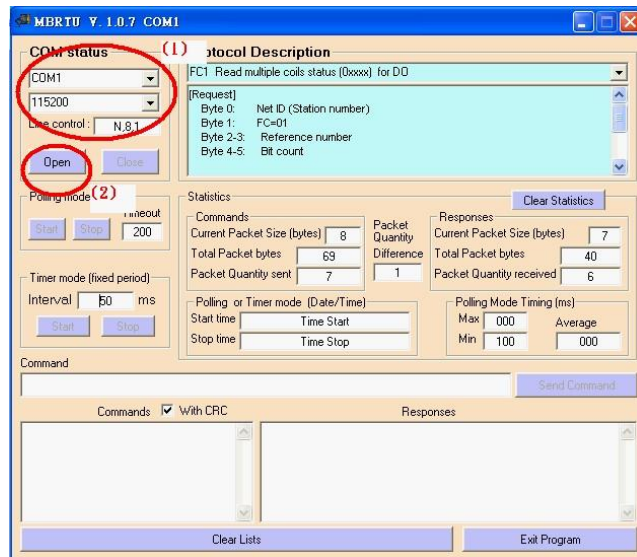 MBRTU V. 1.0.7 COM1
COM status
(1)
COM1
115200
Line control : N,8,1
Open Close
(2)
Protocol Description
FC1 Read multiple coils status (0xxxx) for DO
[Request]
Byte 0: Net ID (Station number)
Byte 1: FC=01
Byte 2-3: Reference number
Byte 4-5: Bit count
Polling mode
Timeout
Start Stop 200
Timer mode (fixed period)
Interval 50 ms
Start Stop
Statistics
Clear Statistics
Commands
Current Packet Size (bytes) 8
Total Packet bytes 69
Packet Quantity sent 7
Packet
Quantity
Difference
1
Responses
Current Packet Size (bytes) 7
Total Packet bytes 40
Packet Quantity received 6
Polling or Timer mode (Date/Time)
Start time Time Start
Stop time Time Stop
Polling Mode Timing (ms)
Max 000 Average
Min 100 000
Command
Send Command
Commands With CRC
Responses
Clear Lists
Exit Program